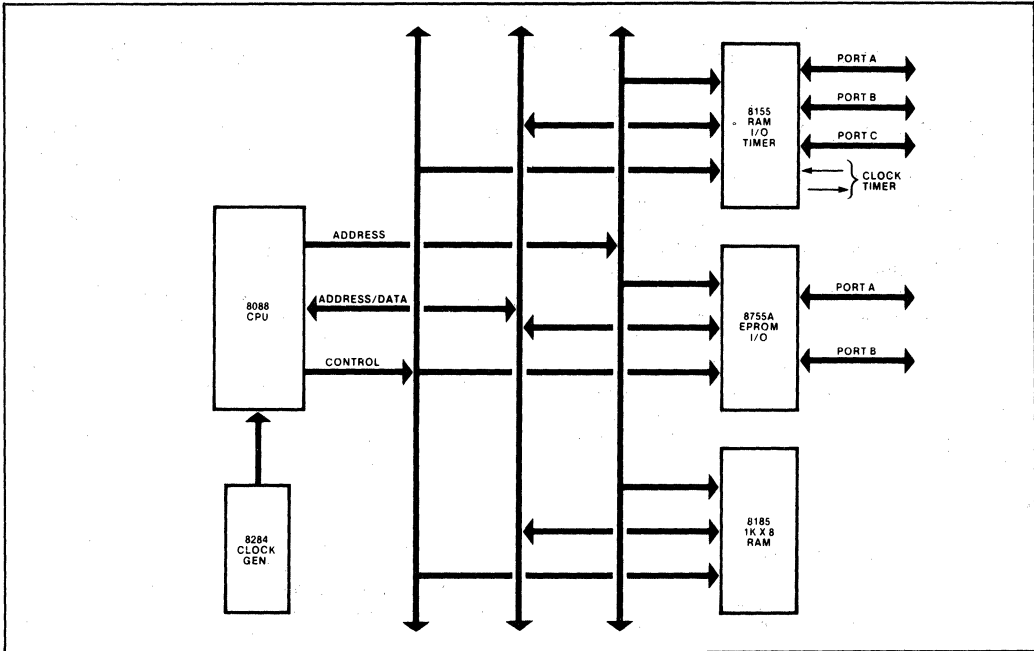 8088
CPU
8284
CLOCK
GEN.
ADDRESS
ADDRESS/DATA
CONTROL
8155
RAM
I/O
TIMER
PORT A
PORT B
PORT C
CLOCK
TIMER
8755A
EPROM
I/O
PORT A
PORT B
8185
1K X 8
RAM